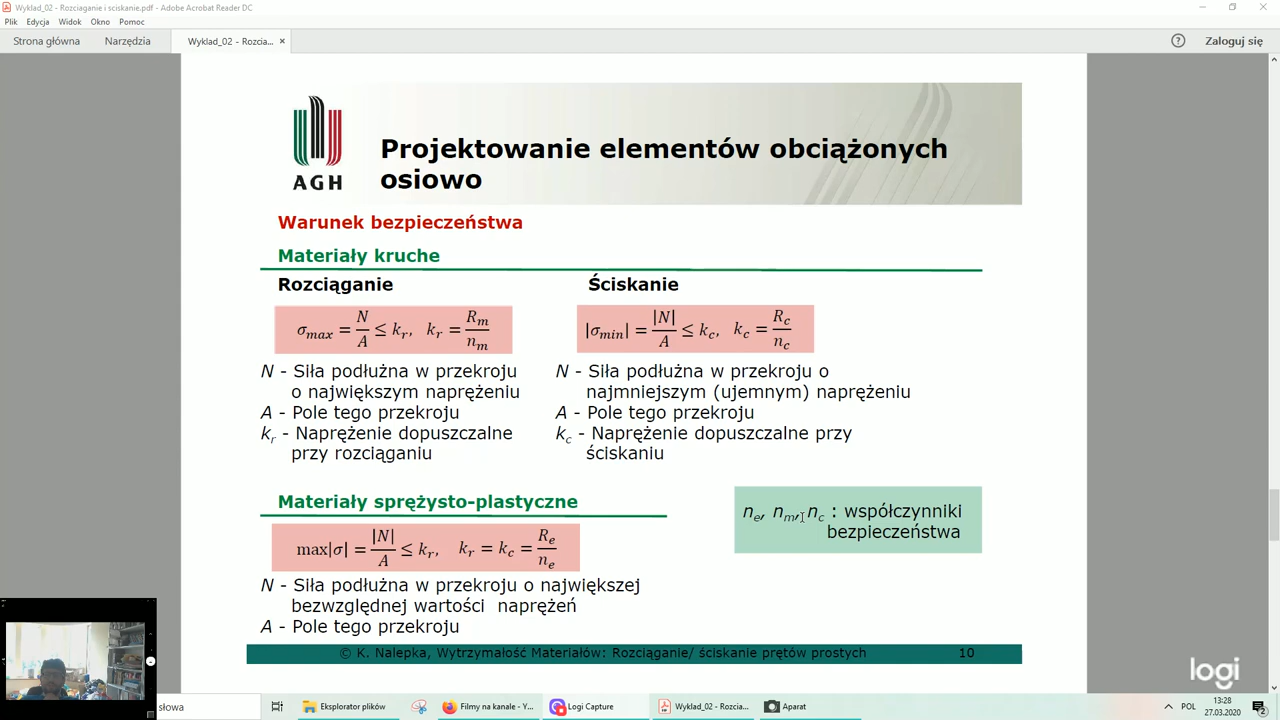 Wyklad_02 - Rozciaganie i sciskanie.pdf - Adobe Acrobat Reader DC
Plik Edycja Widok Okno Pomoc
Strona główna Narzędzia Wyklad_02 - Rozcia... × Zaloguj się
AGH
Projektowanie elementów obciążonych
osiowo
Warunek bezpieczeństwa
Materiały kruche
Rozciąganie Ściskanie
σmax = N/A ≤ kr, kr = Rm/nm |σmin| = |N|/A ≤ kc, kc = Rc/nc
N - Siła podłużna w przekroju
o największym naprężeniu
A - Pole tego przekroju
kr - Naprężenie dopuszczalne
przy rozciąganiu
N - Siła podłużna w przekroju o
najmniejszym (ujemnym) naprężeniu
A - Pole tego przekroju
kc - Naprężenie dopuszczalne przy
ściskaniu
Materiały sprężysto-plastyczne
max|σ| = |N|/A ≤ kr, kr = kc = Re/ne
N - Siła podłużna w przekroju o największej
bezwzględnej wartości naprężeń
A - Pole tego przekroju
ne, nm, nc : współczynniki
bezpieczeństwa
© K. Nalepka, Wytrzymałość Materiałów: Rozciąganie/ ściskanie prętów prostych 10
logi
słowa Eksplorator plików Filmy na kanale - Y... Logi Capture Wyklad_02 - Rozcia... Aparat POL 13:28
27.03.2020 2